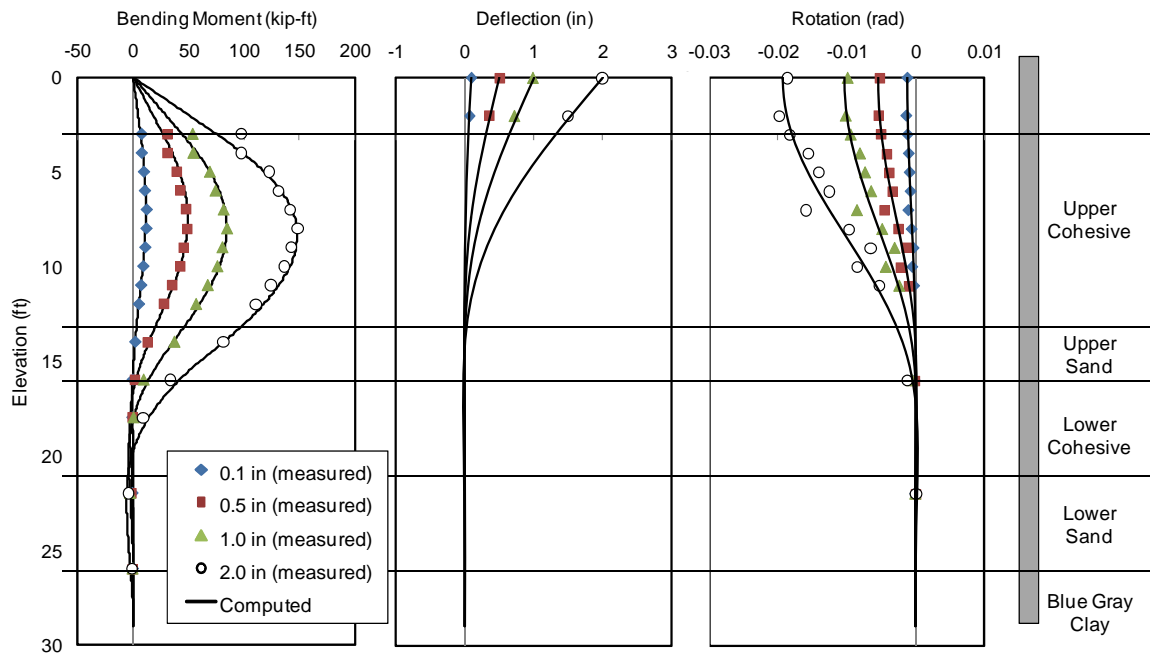 Bending Moment (kip-ft)
-50 0 50 100 150 200
Deflection (in)
-1 0 1 2 3
Rotation (rad)
-0.03 -0.02 -0.01 0 0.01
Elevation (ft)
0
5
10
15
20
25
30
0.1 in (measured)
0.5 in (measured)
1.0 in (measured)
2.0 in (measured)
Computed
Upper
Cohesive
Upper
Sand
Lower
Cohesive
Lower
Sand
Blue Gray
Clay